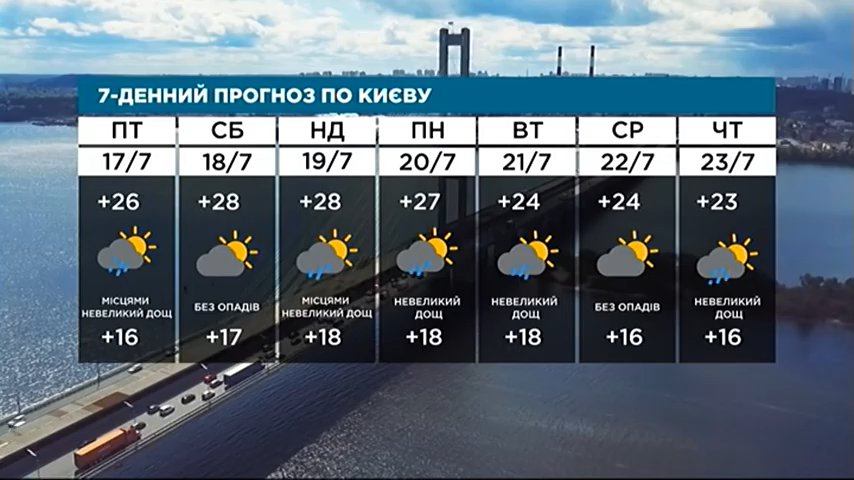 7-ДЕННИЙ ПРОГНОЗ ПО КИЄВУ
ПТ СБ НД ПН ВТ СР ЧТ
17/7 18/7 19/7 20/7 21/7 22/7 23/7
+26 +28 +28 +27 +24 +24 +23
МІСЦЯМИ НЕВЕЛИКИЙ ДОЩ
БЕЗ ОПАДІВ
МІСЦЯМИ НЕВЕЛИКИЙ ДОЩ
НЕВЕЛИКИЙ ДОЩ
НЕВЕЛИКИЙ ДОЩ
БЕЗ ОПАДІВ
НЕВЕЛИКИЙ ДОЩ
+16 +17 +18 +18 +18 +16 +16